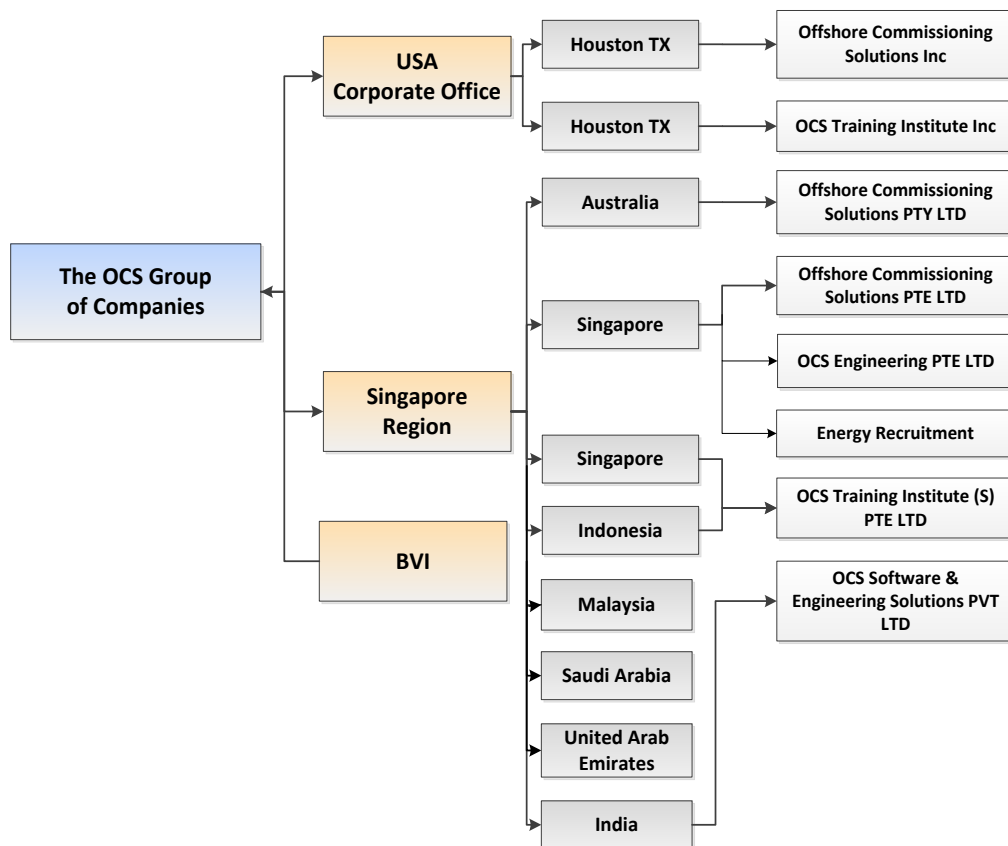 The OCS Group
of Companies
USA
Corporate Office
Singapore
Region
BVI
Houston TX
Houston TX
Australia
Singapore
Singapore
Indonesia
Malaysia
Saudi Arabia
United Arab
Emirates
India
Offshore Commissioning
Solutions Inc
OCS Training Institute Inc
Offshore Commissioning
Solutions PTY LTD
Offshore Commissioning
Solutions PTE LTD
OCS Engineering PTE LTD
Energy Recruitment
OCS Training Institute (S)
PTE LTD
OCS Software &
Engineering Solutions PVT
LTD